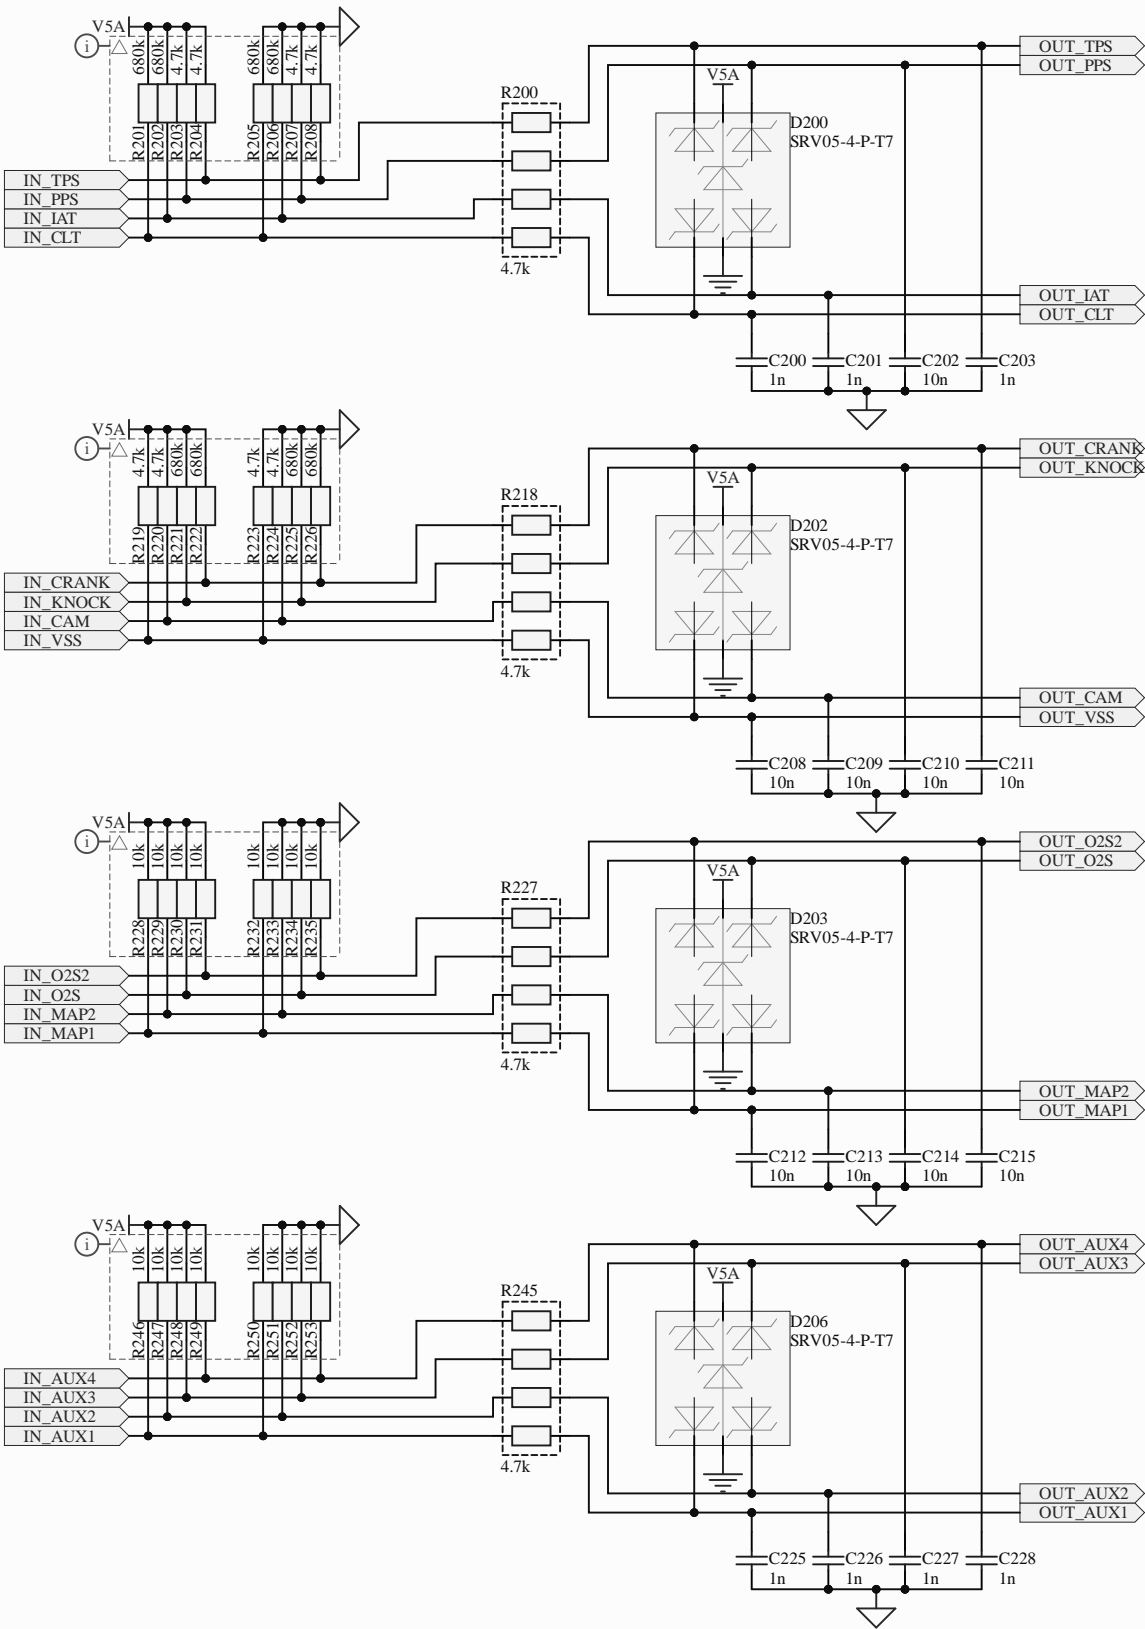 V5A
i
680k
680k
4.7k
4.7k
680k
680k
4.7k
4.7k
R201
R202
R203
R204
R205
R206
R207
R208
IN_TPS
IN_PPS
IN_IAT
IN_CLT
R200
4.7k
V5A
D200
SRV05-4-P-T7
OUT_TPS
OUT_PPS
OUT_IAT
OUT_CLT
C200
1n
C201
1n
C202
10n
C203
1n
V5A
i
4.7k
4.7k
680k
680k
4.7k
4.7k
680k
680k
R219
R220
R221
R222
R223
R224
R225
R226
IN_CRANK
IN_KNOCK
IN_CAM
IN_VSS
R218
4.7k
V5A
D202
SRV05-4-P-T7
OUT_CRANK
OUT_KNOCK
OUT_CAM
OUT_VSS
C208
10n
C209
10n
C210
10n
C211
10n
V5A
i
10k
10k
10k
10k
10k
10k
10k
10k
R228
R229
R230
R231
R232
R233
R234
R235
IN_O2S2
IN_O2S
IN_MAP2
IN_MAP1
R227
4.7k
V5A
D203
SRV05-4-P-T7
OUT_O2S2
OUT_O2S
OUT_MAP2
OUT_MAP1
C212
10n
C213
10n
C214
10n
C215
10n
V5A
i
10k
10k
10k
10k
10k
10k
10k
10k
R246
R247
R248
R249
R250
R251
R252
R253
IN_AUX4
IN_AUX3
IN_AUX2
IN_AUX1
R245
4.7k
V5A
D206
SRV05-4-P-T7
OUT_AUX4
OUT_AUX3
OUT_AUX2
OUT_AUX1
C225
1n
C226
1n
C227
1n
C228
1n